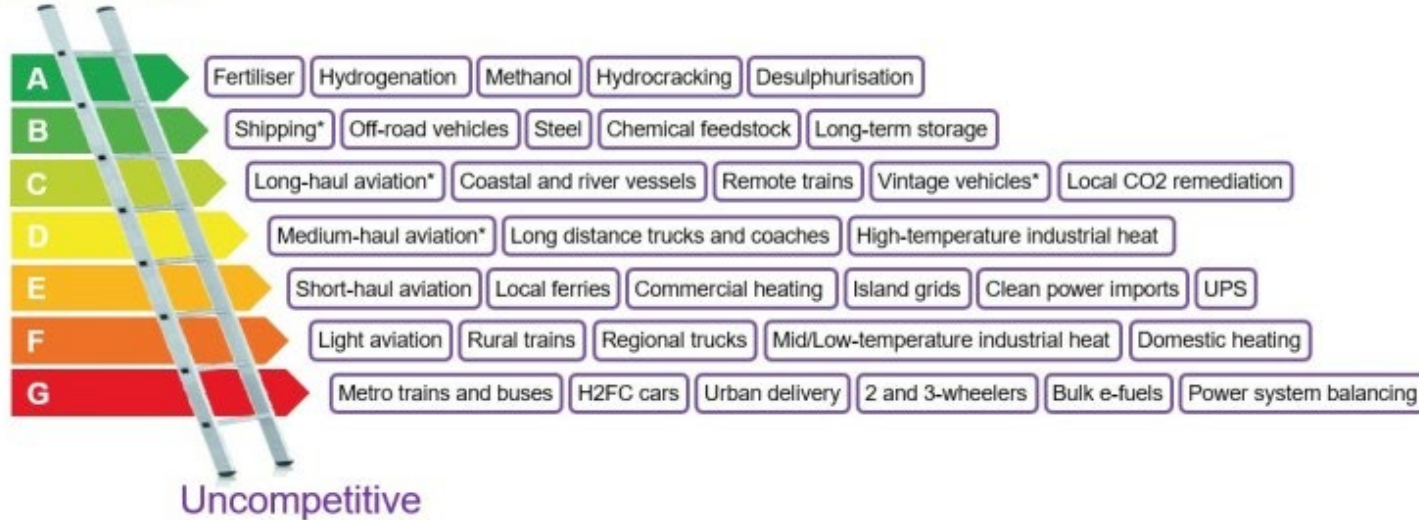 A Fertiliser Hydrogenation Methanol Hydrocracking Desulphurisation
B Shipping* Off-road vehicles Steel Chemical feedstock Long-term storage
C Long-haul aviation* Coastal and river vessels Remote trains Vintage vehicles* Local CO2 remediation
D Medium-haul aviation* Long distance trucks and coaches High-temperature industrial heat
E Short-haul aviation Local ferries Commercial heating Island grids Clean power imports UPS
F Light aviation Rural trains Regional trucks Mid/Low-temperature industrial heat Domestic heating
G Metro trains and buses H2FC cars Urban delivery 2 and 3-wheelers Bulk e-fuels Power system balancing
Uncompetitive